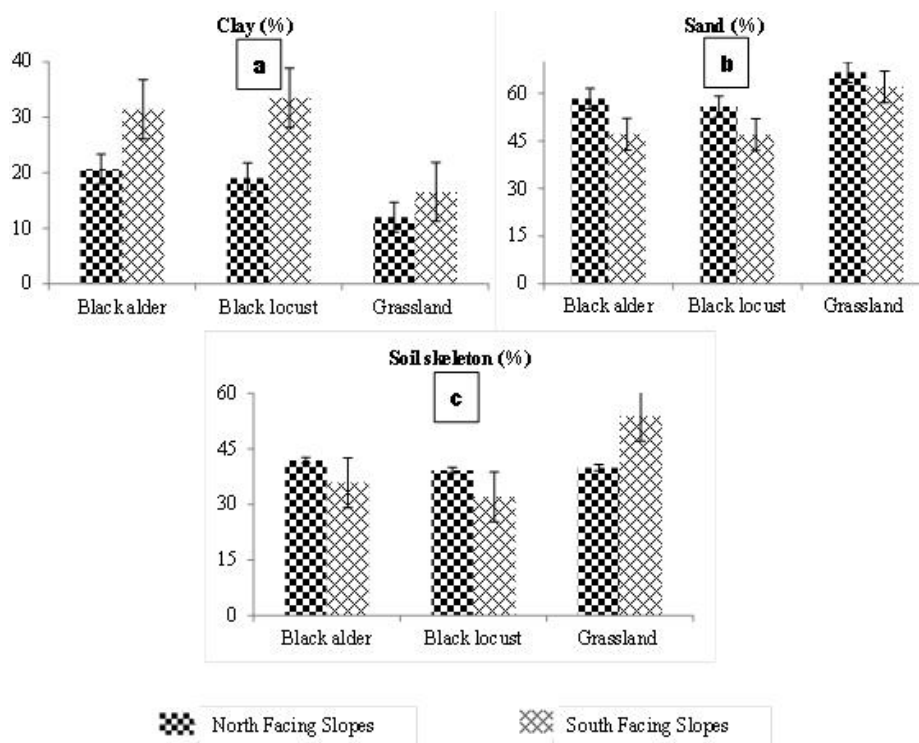 Clay (%)
a
40
30
20
10
0
Black alder
Black locust
Grassland
Sand (%)
b
60
45
30
15
0
Black alder
Black locust
Grassland
Soil skeleton (%)
c
60
45
30
15
0
Black alder
Black locust
Grassland
North Facing Slopes
South Facing Slopes